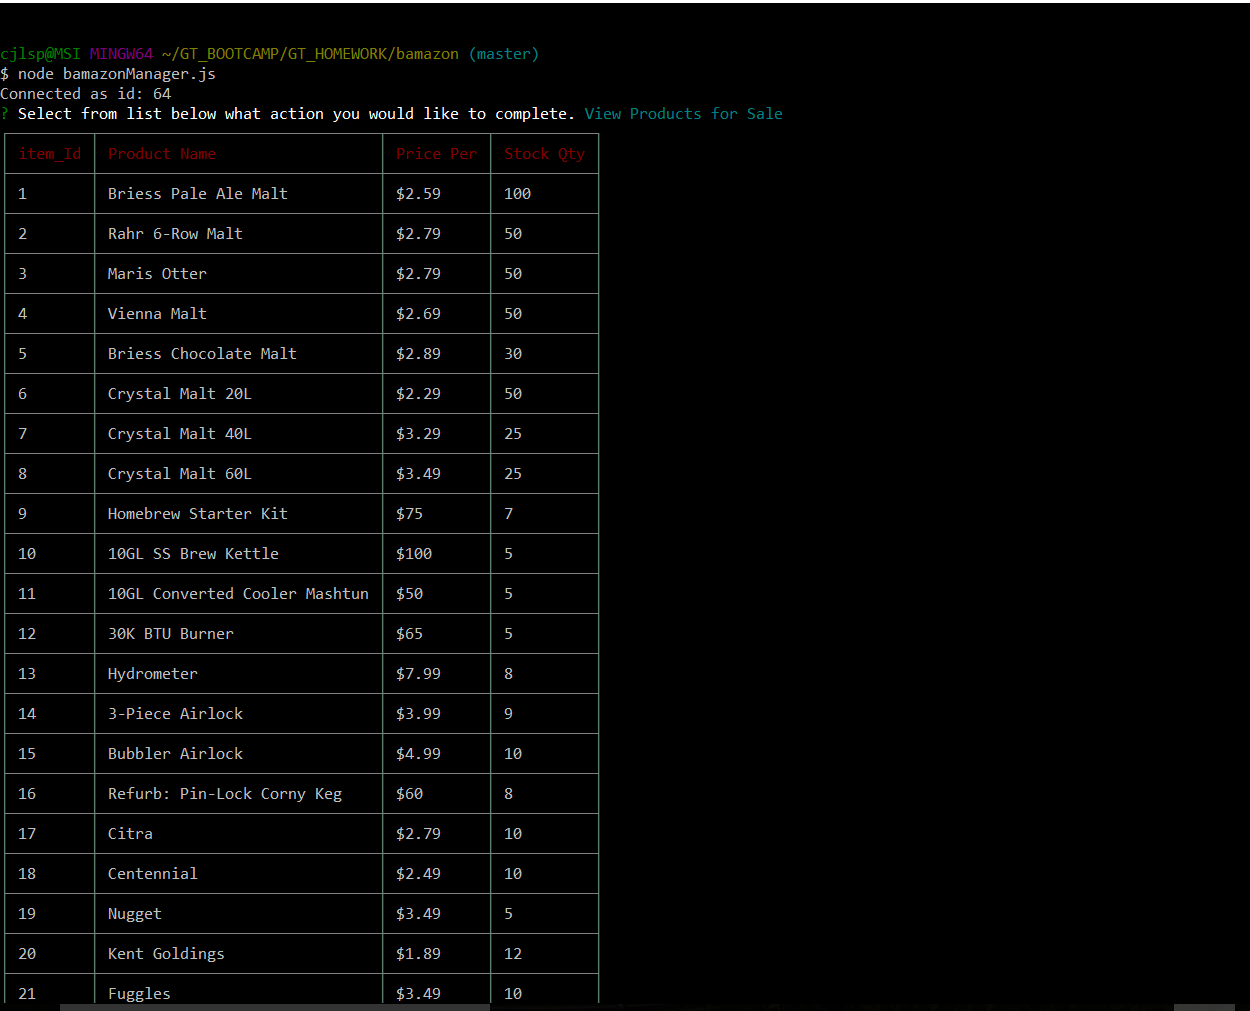 cjlsp@MSI MINGW64 ~/GT_BOOTCAMP/GT_HOMEWORK/bamazon (master)
$ node bamazonManager.js
Connected as id: 64
? Select from list below what action you would like to complete. View Products for Sale
item_Id Product Name Price Per Stock Qty
1 Briess Pale Ale Malt $2.59 100
2 Rahr 6-Row Malt $2.79 50
3 Maris Otter $2.79 50
4 Vienna Malt $2.69 50
5 Briess Chocolate Malt $2.89 30
6 Crystal Malt 20L $2.29 50
7 Crystal Malt 40L $3.29 25
8 Crystal Malt 60L $3.49 25
9 Homebrew Starter Kit $75 7
10 10GL SS Brew Kettle $100 5
11 10GL Converted Cooler Mashtun $50 5
12 30K BTU Burner $65 5
13 Hydrometer $7.99 8
14 3-Piece Airlock $3.99 9
15 Bubbler Airlock $4.99 10
16 Refurb: Pin-Lock Corny Keg $60 8
17 Citra $2.79 10
18 Centennial $2.49 10
19 Nugget $3.49 5
20 Kent Goldings $1.89 12
21 Fuggles $3.49 10